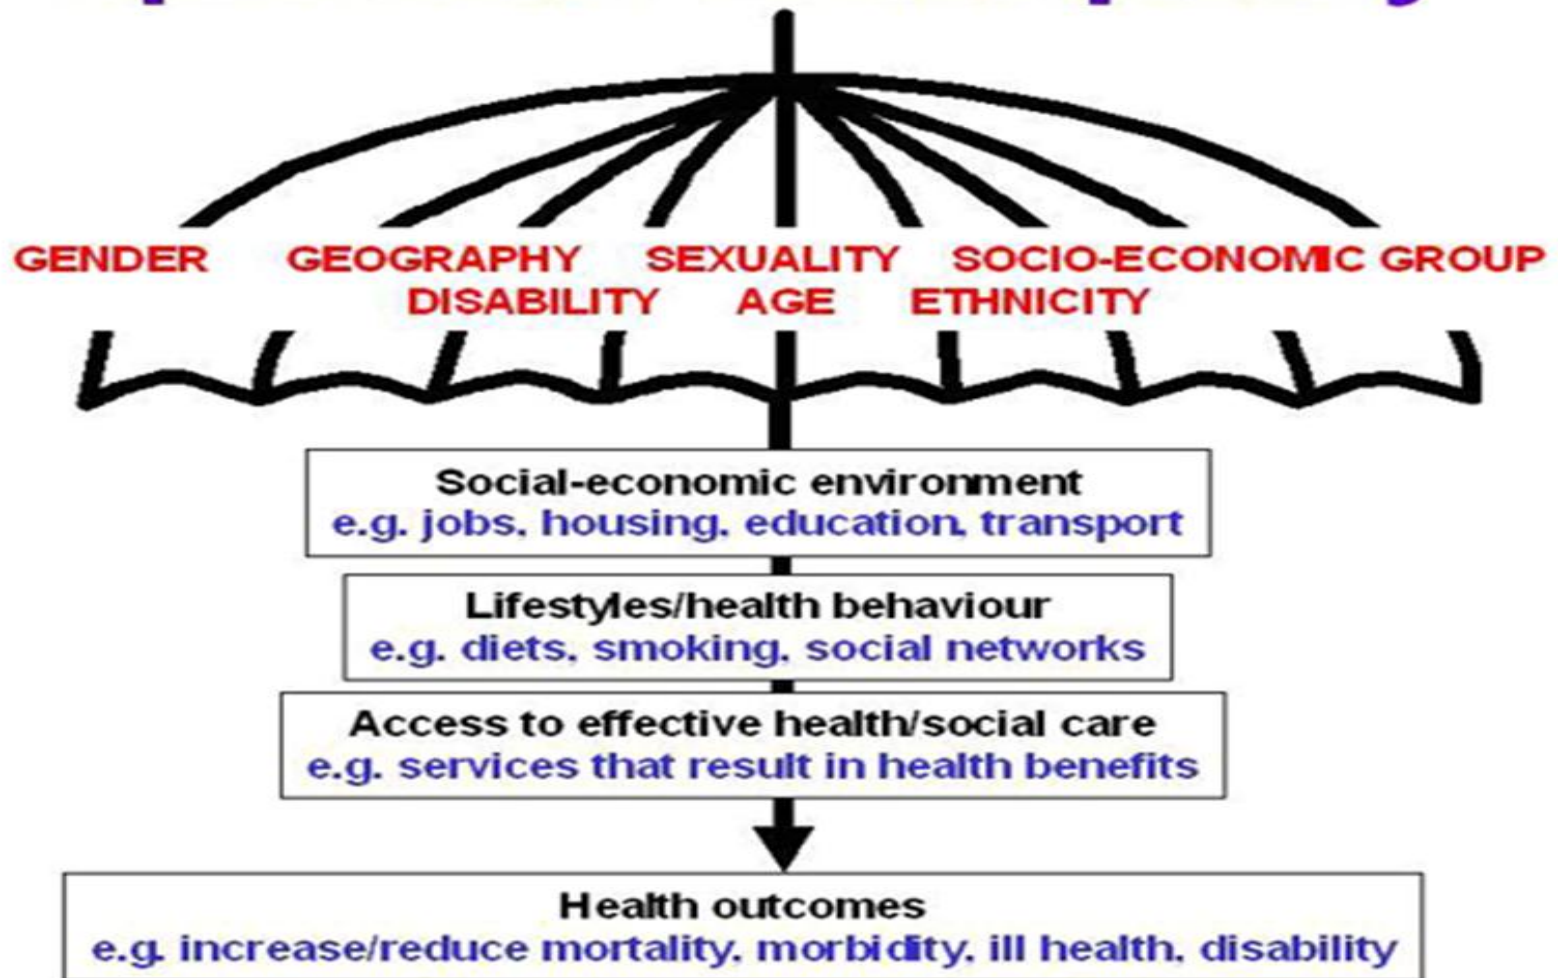 GENDER GEOGRAPHY SEXUALITY SOCIO-ECONOMIC GROUP
DISABILITY AGE ETHNICITY
Social-economic environment
e.g. jobs, housing, education, transport
Lifestyles/health behaviour
e.g. diets, smoking, social networks
Access to effective health/social care
e.g. services that result in health benefits
Health outcomes
e.g. increase/reduce mortality, morbidity, ill health, disability